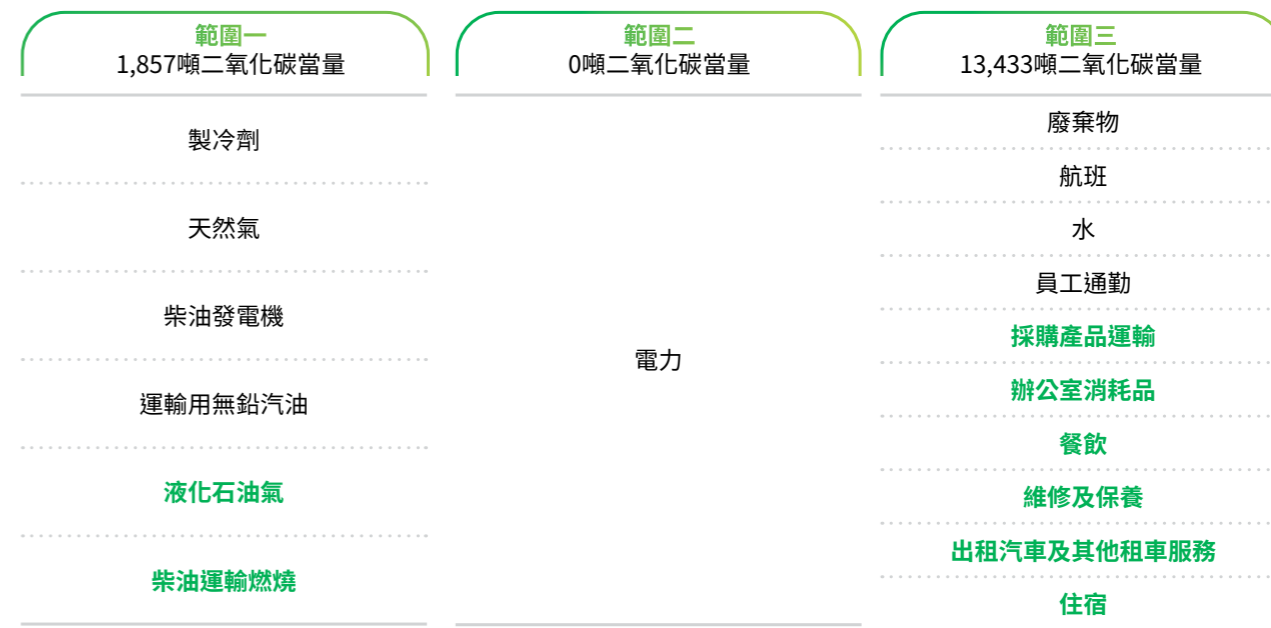 範圍一
1,857噸二氧化碳當量
製冷劑
天然氣
柴油發電機
運輸用無鉛汽油
液化石油氣
柴油運輸燃燒
範圍二
0噸二氧化碳當量
電力
範圍三
13,433噸二氧化碳當量
廢棄物
航班
水
員工通勤
採購產品運輸
辦公室消耗品
餐飲
維修及保養
出租汽車及其他租車服務
住宿